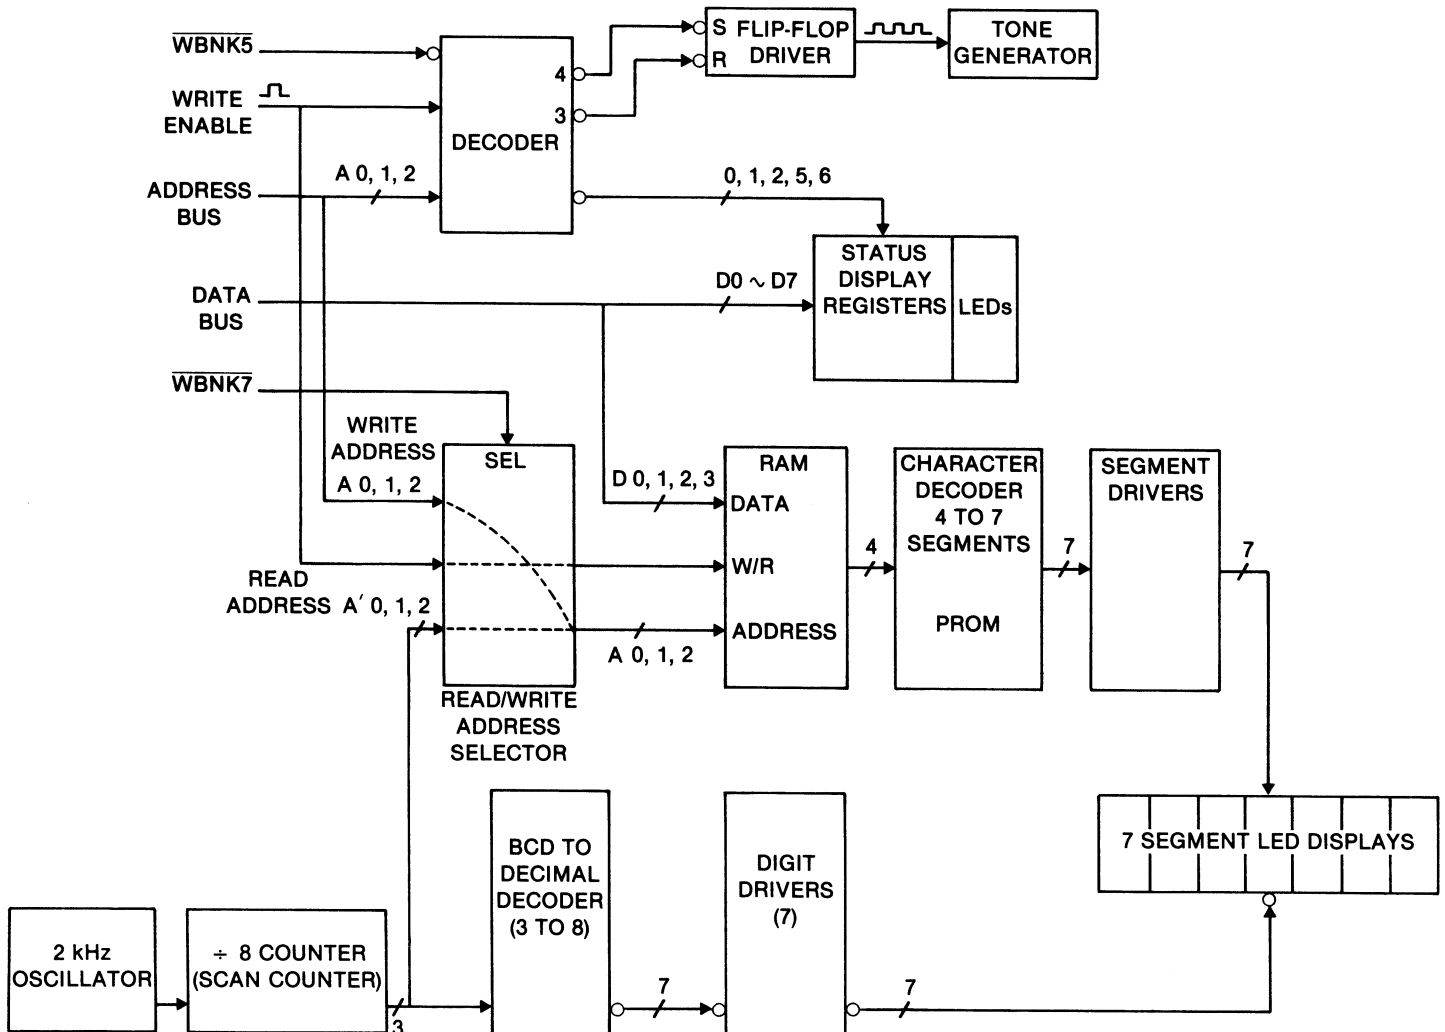 WBNK5
WRITE
ENABLE
ADDRESS
BUS
A 0, 1, 2
DECODER
4
3
S
R
FLIP-FLOP
DRIVER
TONE
GENERATOR
0, 1, 2, 5, 6
DATA
BUS
D0 ∿ D7
STATUS
DISPLAY
REGISTERS
LEDs
WBNK7
WRITE
ADDRESS
A 0, 1, 2
SEL
D 0, 1, 2, 3
READ
ADDRESS A′ 0, 1, 2
A 0, 1, 2
READ/WRITE
ADDRESS
SELECTOR
RAM
DATA
W/R
ADDRESS
4
CHARACTER
DECODER
4 TO 7
SEGMENTS
PROM
7
SEGMENT
DRIVERS
7
7 SEGMENT LED DISPLAYS
2 kHz
OSCILLATOR
÷ 8 COUNTER
(SCAN COUNTER)
3
BCD TO
DECIMAL
DECODER
(3 TO 8)
7
DIGIT
DRIVERS
(7)
7